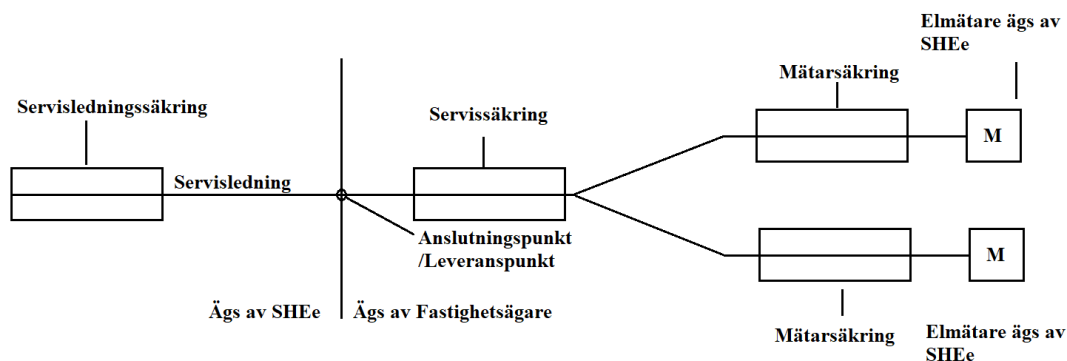 Elmätare ägs av
SHEe
Mätarsäkring
Servisledningssäkring
Servissäkring
M
Servisledning
Anslutningspunkt
/Leveranspunkt
M
Ägs av SHEe
Ägs av Fastighetsägare
Mätarsäkring
Elmätare ägs av
SHEe